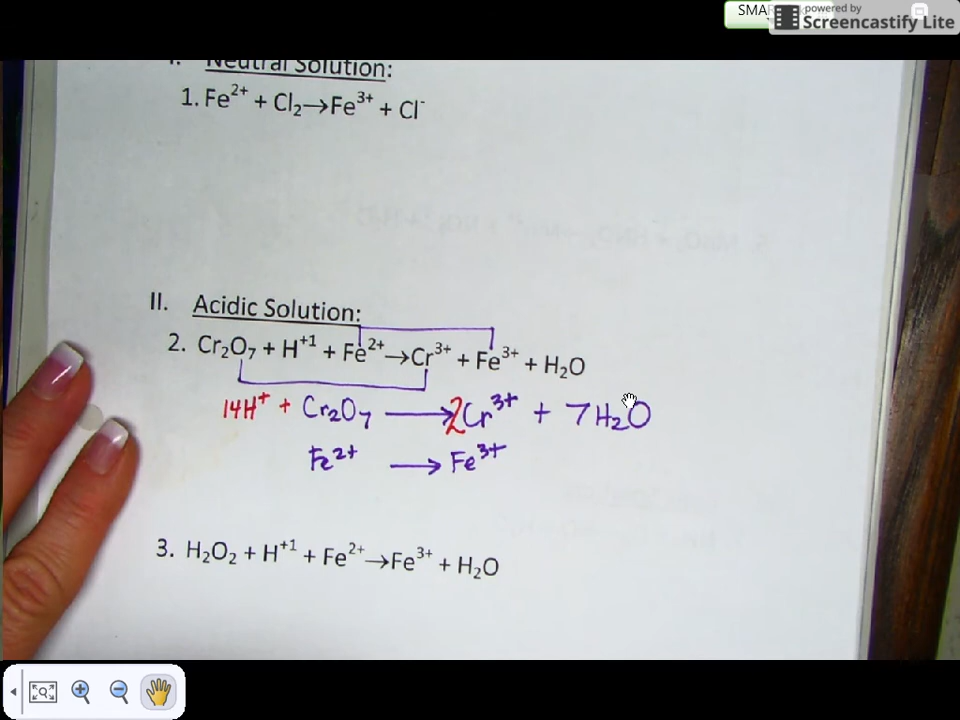 SMA
powered by
Screencastify Lite
I. Neutral Solution:
1. Fe²⁺ + Cl₂→Fe³⁺ + Cl⁻
II. Acidic Solution:
2. Cr₂O₇ + H⁺¹ + Fe²⁺→Cr³⁺ + Fe³⁺ + H₂O
14H⁺ + Cr₂O₇ → 2Cr³⁺ + 7H₂O
Fe²⁺ → Fe³⁺
3. H₂O₂ + H⁺¹ + Fe²⁺→Fe³⁺ + H₂O